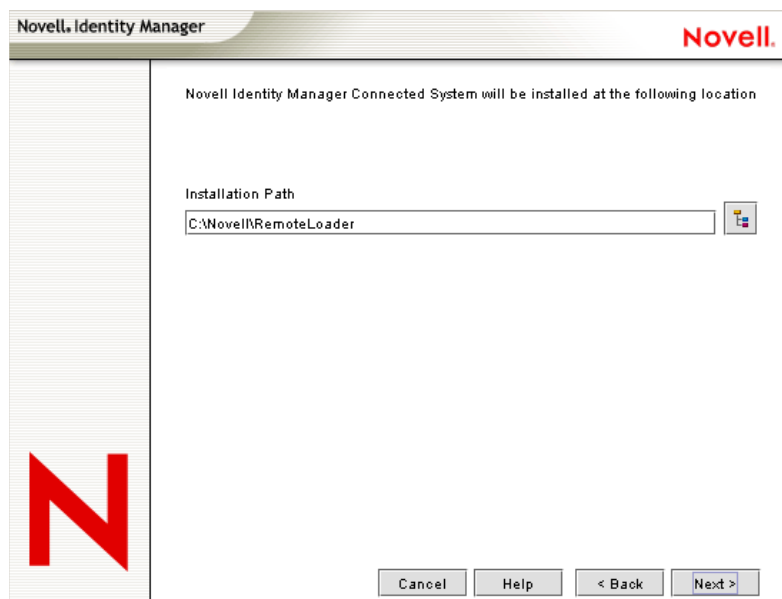 Novell. Identity Manager
Novell.
Novell Identity Manager Connected System will be installed at the following location
Installation Path
C:\Novell\RemoteLoader
N
Cancel Help < Back Next >